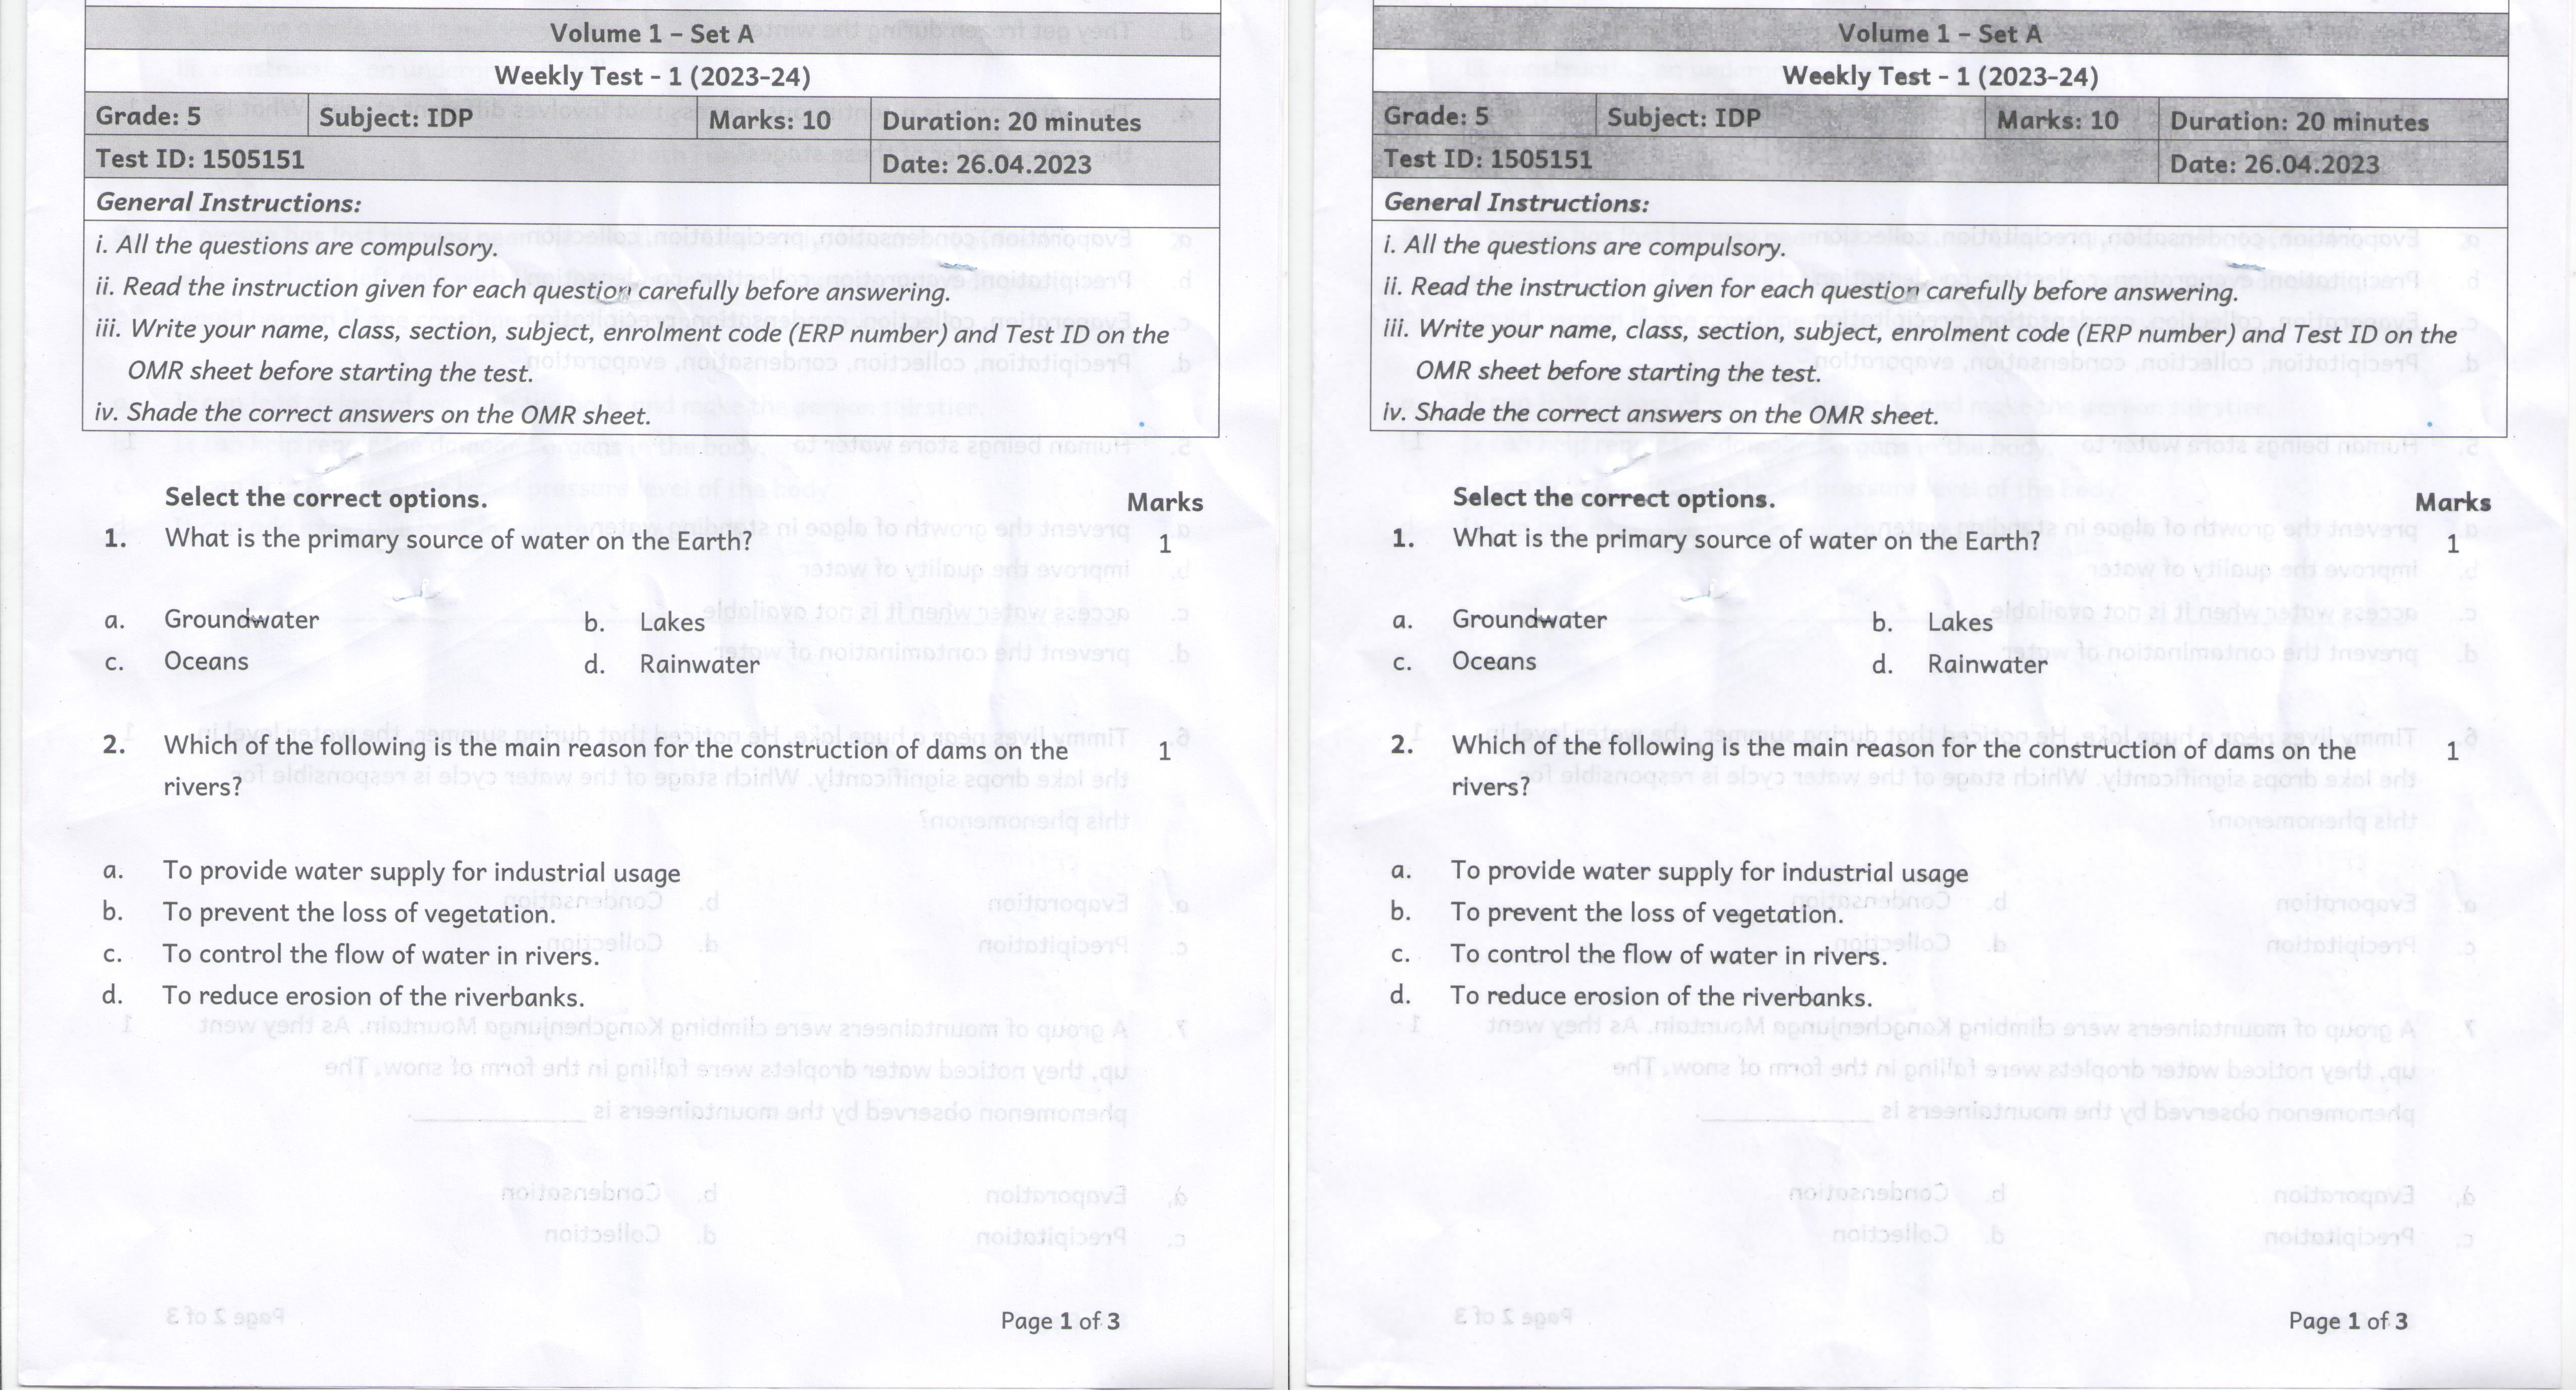 Volume 1 – Set A
Weekly Test - 1 (2023-24)
Grade: 5 Subject: IDP Marks: 10 Duration: 20 minutes
Test ID: 1505151 Date: 26.04.2023
General Instructions:
i. All the questions are compulsory.
ii. Read the instruction given for each question carefully before answering.
iii. Write your name, class, section, subject, enrolment code (ERP number) and Test ID on the
OMR sheet before starting the test.
iv. Shade the correct answers on the OMR sheet.
Select the correct options. Marks
1. What is the primary source of water on the Earth? 1
a. Groundwater b. Lakes
c. Oceans d. Rainwater
2. Which of the following is the main reason for the construction of dams on the 1
rivers?
a. To provide water supply for industrial usage
b. To prevent the loss of vegetation.
c. To control the flow of water in rivers.
d. To reduce erosion of the riverbanks.
Page 1 of 3
Volume 1 – Set A
Weekly Test - 1 (2023-24)
Grade: 5 Subject: IDP Marks: 10 Duration: 20 minutes
Test ID: 1505151 Date: 26.04.2023
General Instructions:
i. All the questions are compulsory.
ii. Read the instruction given for each question carefully before answering.
iii. Write your name, class, section, subject, enrolment code (ERP number) and Test ID on the
OMR sheet before starting the test.
iv. Shade the correct answers on the OMR sheet.
Select the correct options. Marks
1. What is the primary source of water on the Earth? 1
a. Groundwater b. Lakes
c. Oceans d. Rainwater
2. Which of the following is the main reason for the construction of dams on the 1
rivers?
a. To provide water supply for industrial usage
b. To prevent the loss of vegetation.
c. To control the flow of water in rivers.
d. To reduce erosion of the riverbanks.
Page 1 of 3